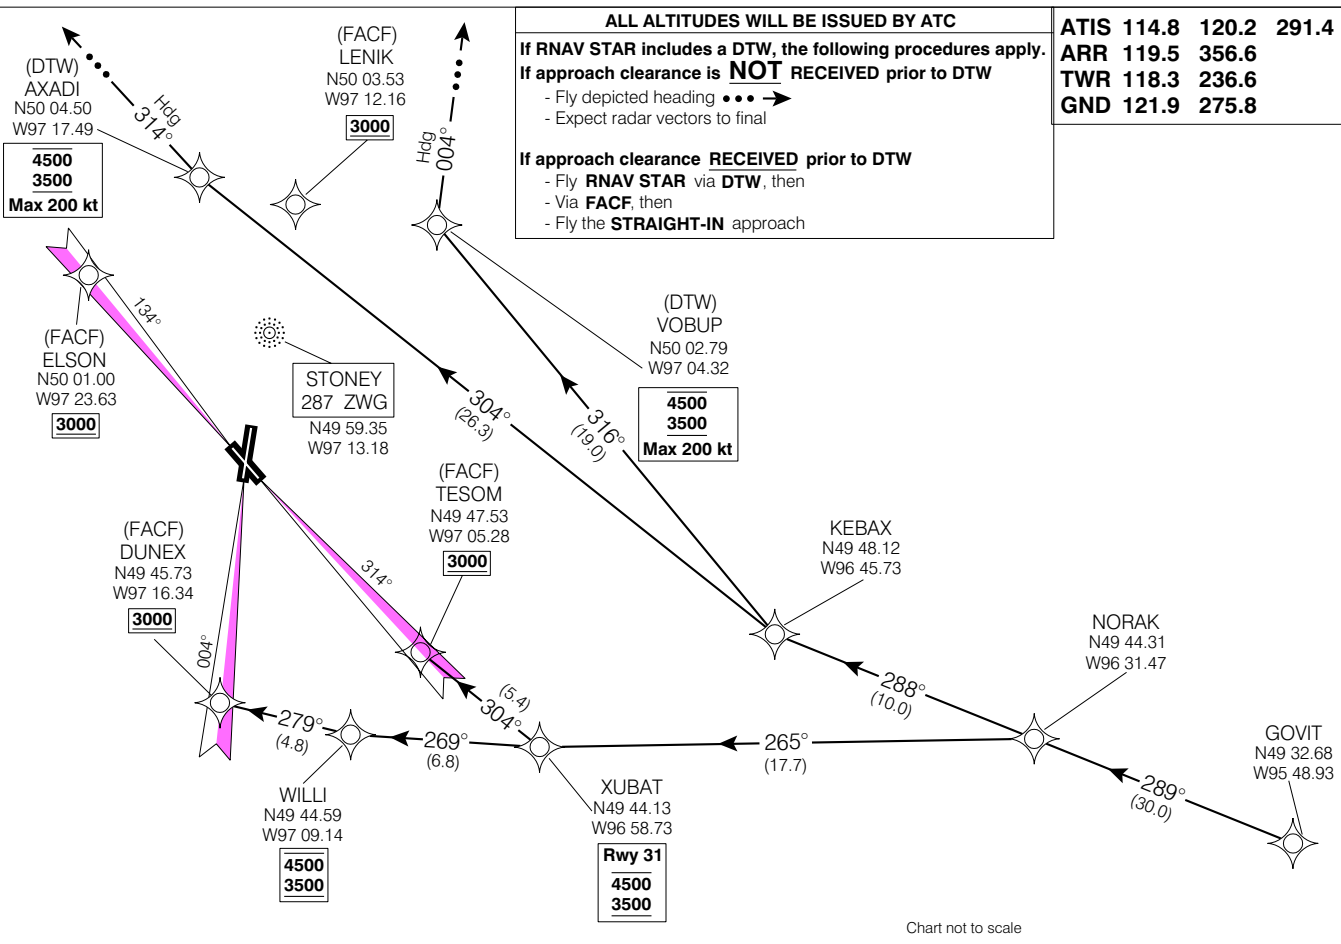 ALL ALTITUDES WILL BE ISSUED BY ATC
If RNAV STAR includes a DTW, the following procedures apply.
If approach clearance is NOT RECEIVED prior to DTW
- Fly depicted heading
- Expect radar vectors to final
If approach clearance RECEIVED prior to DTW
- Fly RNAV STAR via DTW, then
- Via FACF, then
- Fly the STRAIGHT-IN approach
ATIS 114.8 120.2 291.4
ARR 119.5 356.6
TWR 118.3 236.6
GND 121.9 275.8
(DTW)
AXADI
N50 04.50
W97 17.49
4500
3500
Max 200 kt
Hdg
314°
(FACF)
LENIK
N50 03.53
W97 12.16
3000
Hdg
004°
(DTW)
VOBUP
N50 02.79
W97 04.32
4500
3500
Max 200 kt
134°
(FACF)
ELSON
N50 01.00
W97 23.63
3000
STONEY
287 ZWG
N49 59.35
W97 13.18
304°
(26.3)
316°
(19.0)
(FACF)
TESOM
N49 47.53
W97 05.28
3000
KEBAX
N49 48.12
W96 45.73
(FACF)
DUNEX
N49 45.73
W97 16.34
3000
314°
004°
NORAK
N49 44.31
W96 31.47
288°
(10.0)
(5.4)
304°
279°
(4.8)
269°
(6.8)
265°
(17.7)
GOVIT
N49 32.68
W95 48.93
289°
(30.0)
WILLI
N49 44.59
W97 09.14
4500
3500
XUBAT
N49 44.13
W96 58.73
Rwy 31
4500
3500
Chart not to scale